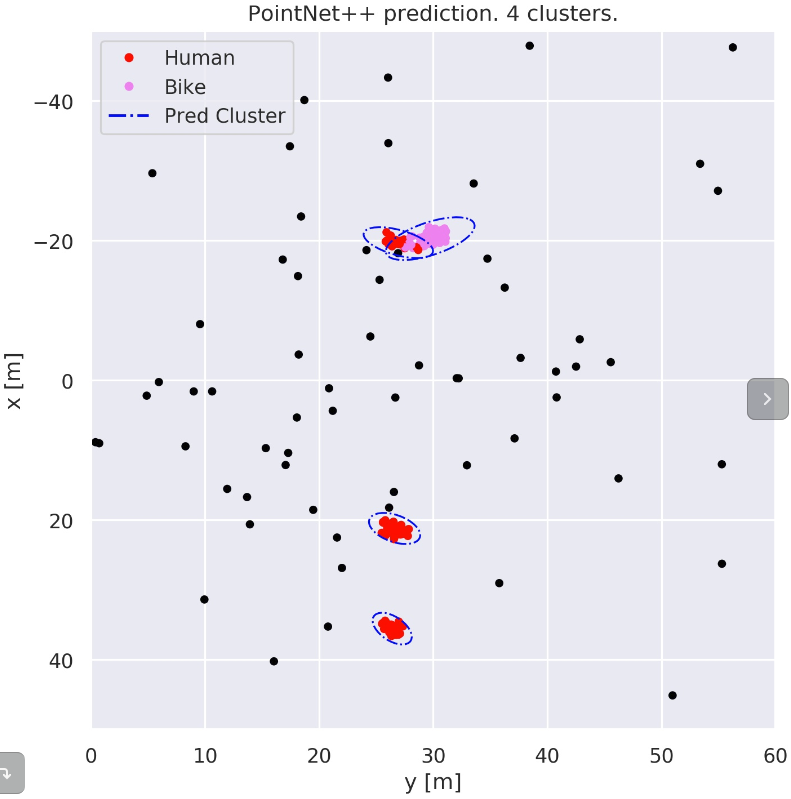 PointNet++ prediction. 4 clusters.
Human
Bike
Pred Cluster
−40
−20
0
20
40
x [m]
0 10 20 30 40 50 60
y [m]